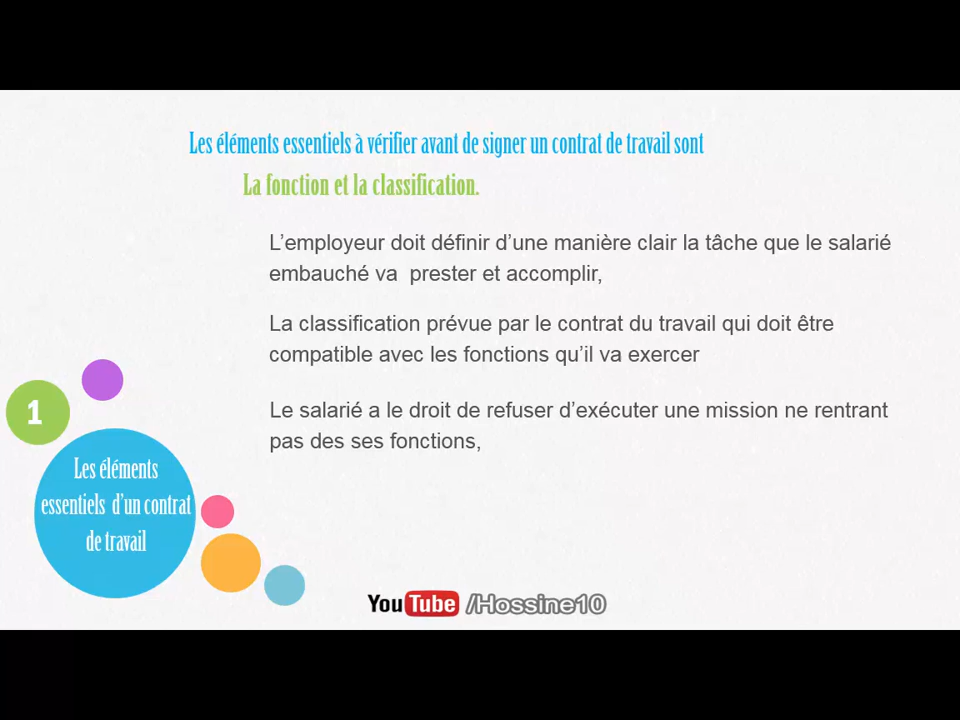 Les éléments essentiels à vérifier avant de signer un contrat de travail sont
La fonction et la classification.
L’employeur doit définir d’une manière clair la tâche que le salarié
embauché va prester et accomplir,
La classification prévue par le contrat du travail qui doit être
compatible avec les fonctions qu’il va exercer
Le salarié a le droit de refuser d’exécuter une mission ne rentrant
pas des ses fonctions,
1
Les éléments
essentiels d’un contrat
de travail
YouTube /Hossine10